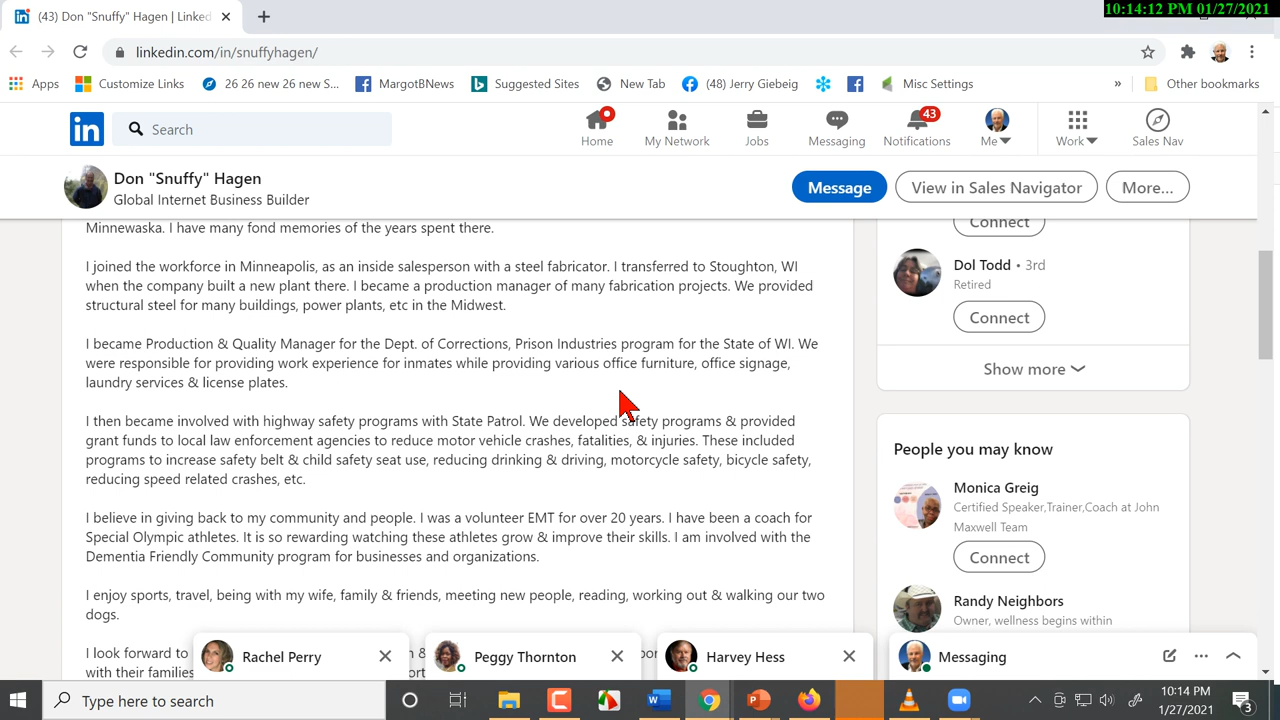 10:14:12 PM 01/27/2021
(43) Don "Snuffy" Hagen | Linked
linkedin.com/in/snuffyhagen/
Apps
Customize Links
26 26 new 26 new S...
MargotBNews
Suggested Sites
New Tab
(48) Jerry Giebeig
Misc Settings
»
Other bookmarks
in
Search
Home
My Network
Jobs
Messaging
43
Notifications
Me
Work
Sales Nav
Don "Snuffy" Hagen
Global Internet Business Builder
Message
View in Sales Navigator
More...
Minnewaska. I have many fond memories of the years spent there.
I joined the workforce in Minneapolis, as an inside salesperson with a steel fabricator. I transferred to Stoughton, WI
when the company built a new plant there. I became a production manager of many fabrication projects. We provided
structural steel for many buildings, power plants, etc in the Midwest.
I became Production & Quality Manager for the Dept. of Corrections, Prison Industries program for the State of WI. We
were responsible for providing work experience for inmates while providing various office furniture, office signage,
laundry services & license plates.
I then became involved with highway safety programs with State Patrol. We developed safety programs & provided
grant funds to local law enforcement agencies to reduce motor vehicle crashes, fatalities, & injuries. These included
programs to increase safety belt & child safety seat use, reducing drinking & driving, motorcycle safety, bicycle safety,
reducing speed related crashes, etc.
I believe in giving back to my community and people. I was a volunteer EMT for over 20 years. I have been a coach for
Special Olympic athletes. It is so rewarding watching these athletes grow & improve their skills. I am involved with the
Dementia Friendly Community program for businesses and organizations.
I enjoy sports, travel, being with my wife, family & friends, meeting new people, reading, working out & walking our two
dogs.
I look forward to
with their families
Connect
Dol Todd • 3rd
Retired
Connect
Show more
People you may know
Monica Greig
Certified Speaker,Trainer,Coach at John
Maxwell Team
Connect
Randy Neighbors
Owner, wellness begins within
Rachel Perry
Peggy Thornton
Harvey Hess
Messaging
Type here to search
10:14 PM
1/27/2021
3